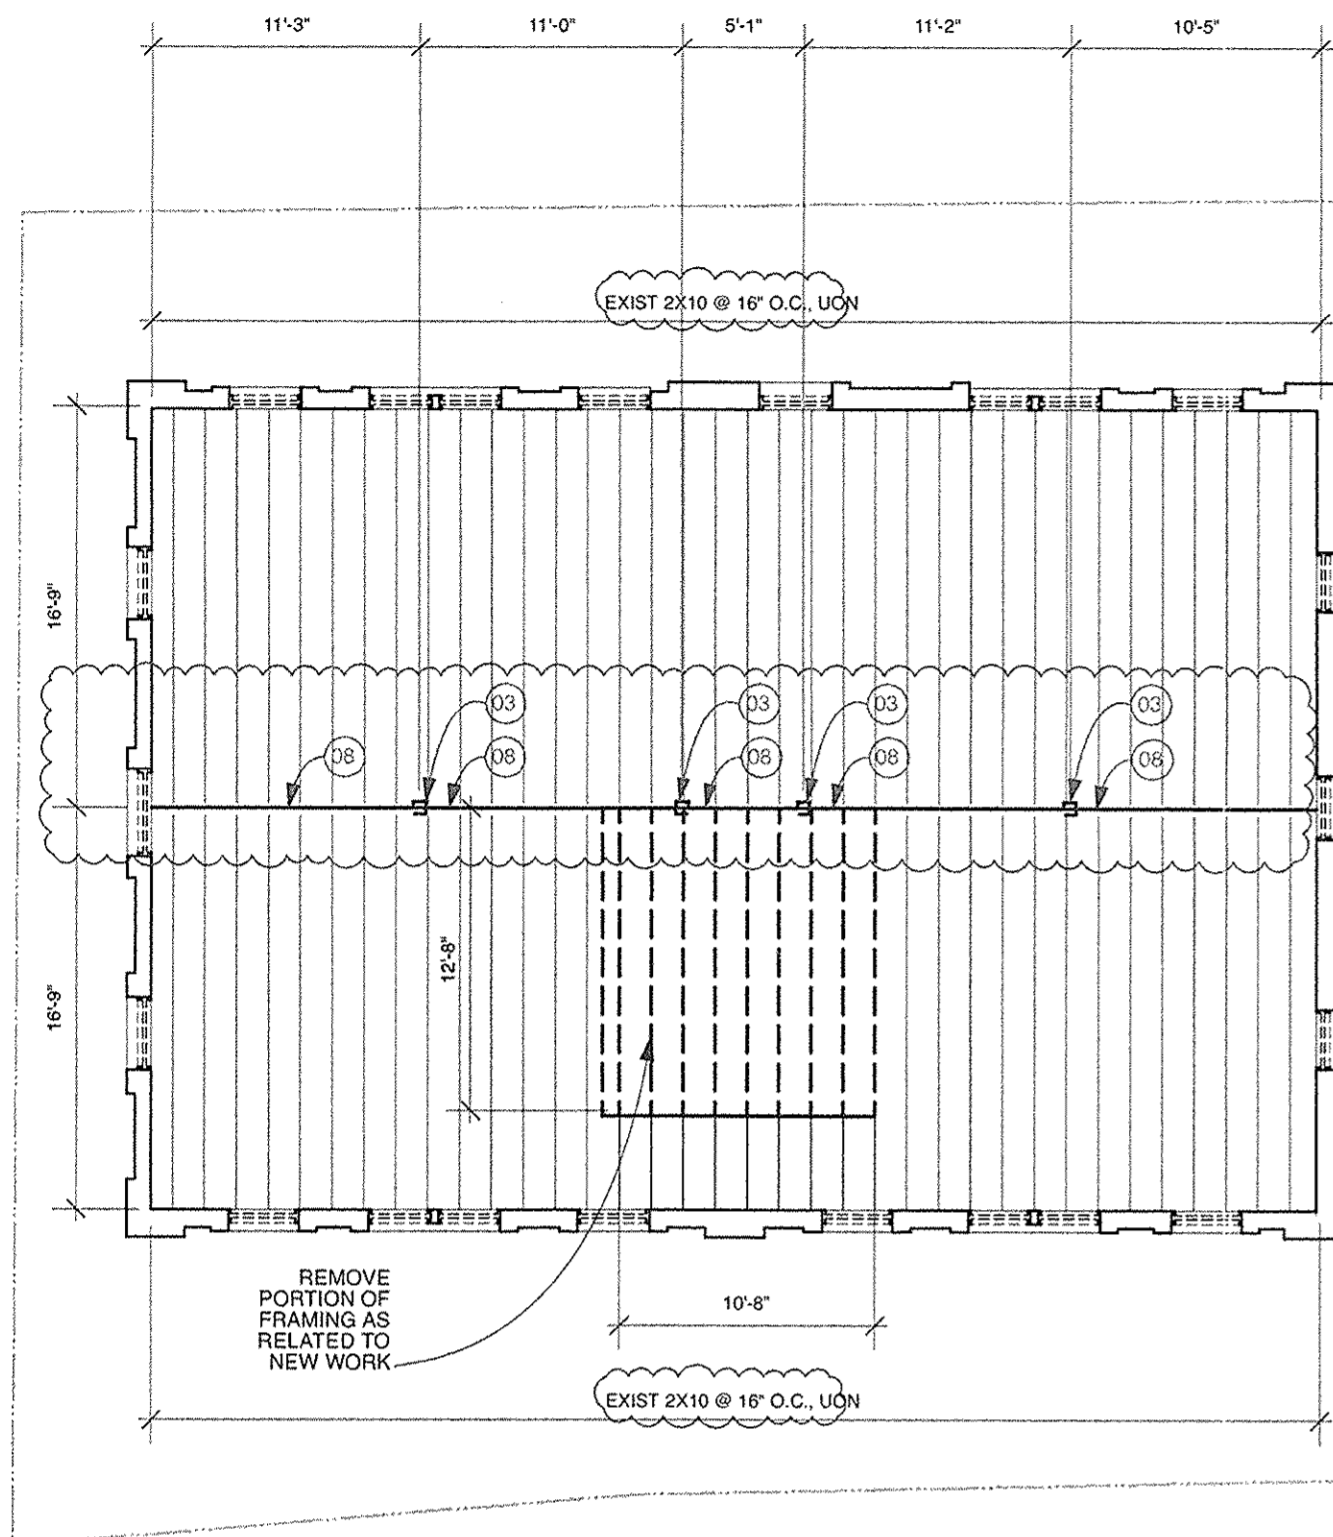 11'-3" 11'-0" 5'-1" 11'-2" 10'-5"
EXIST 2X10 @ 16" O.C., UON
16'-9"
03 03 03 03
08 08 08 08 08
12'-8"
16'-9"
REMOVE
PORTION OF
FRAMING AS
RELATED TO
NEW WORK
10'-8"
EXIST 2X10 @ 16" O.C., UON